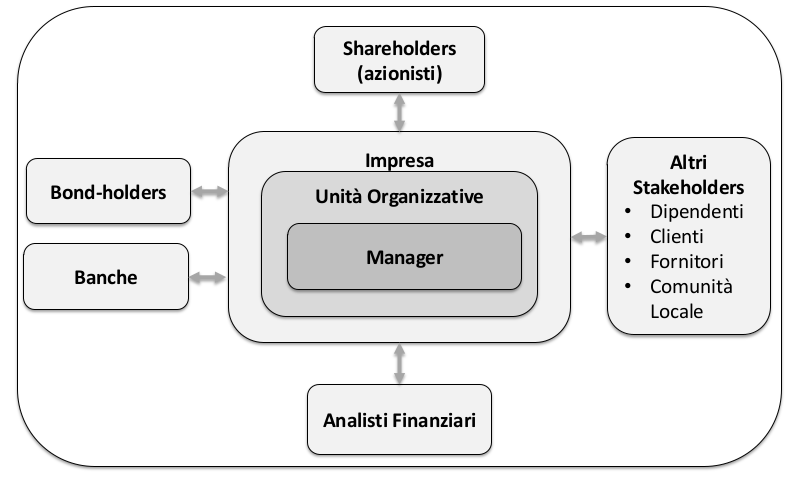 Shareholders
(azionisti)
Impresa
Unità Organizzative
Manager
Bond-holders
Banche
Altri
Stakeholders
• Dipendenti
• Clienti
• Fornitori
• Comunità
Locale
Analisti Finanziari